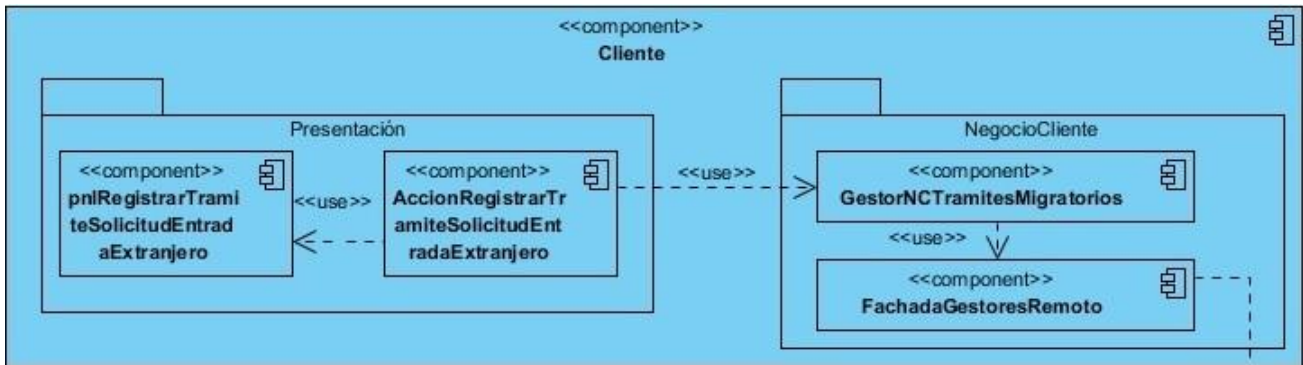 <<component>>
Cliente
Presentación
<<component>>
pnlRegistrarTrami
teSolicitudEntrad
aExtranjero
<<use>>
<<component>>
AccionRegistrarTr
amiteSolicitudEnt
radaExtranjero
<<use>>
NegocioCliente
<<component>>
GestorNCTramitesMigratorios
<<use>>
<<component>>
FachadaGestoresRemoto